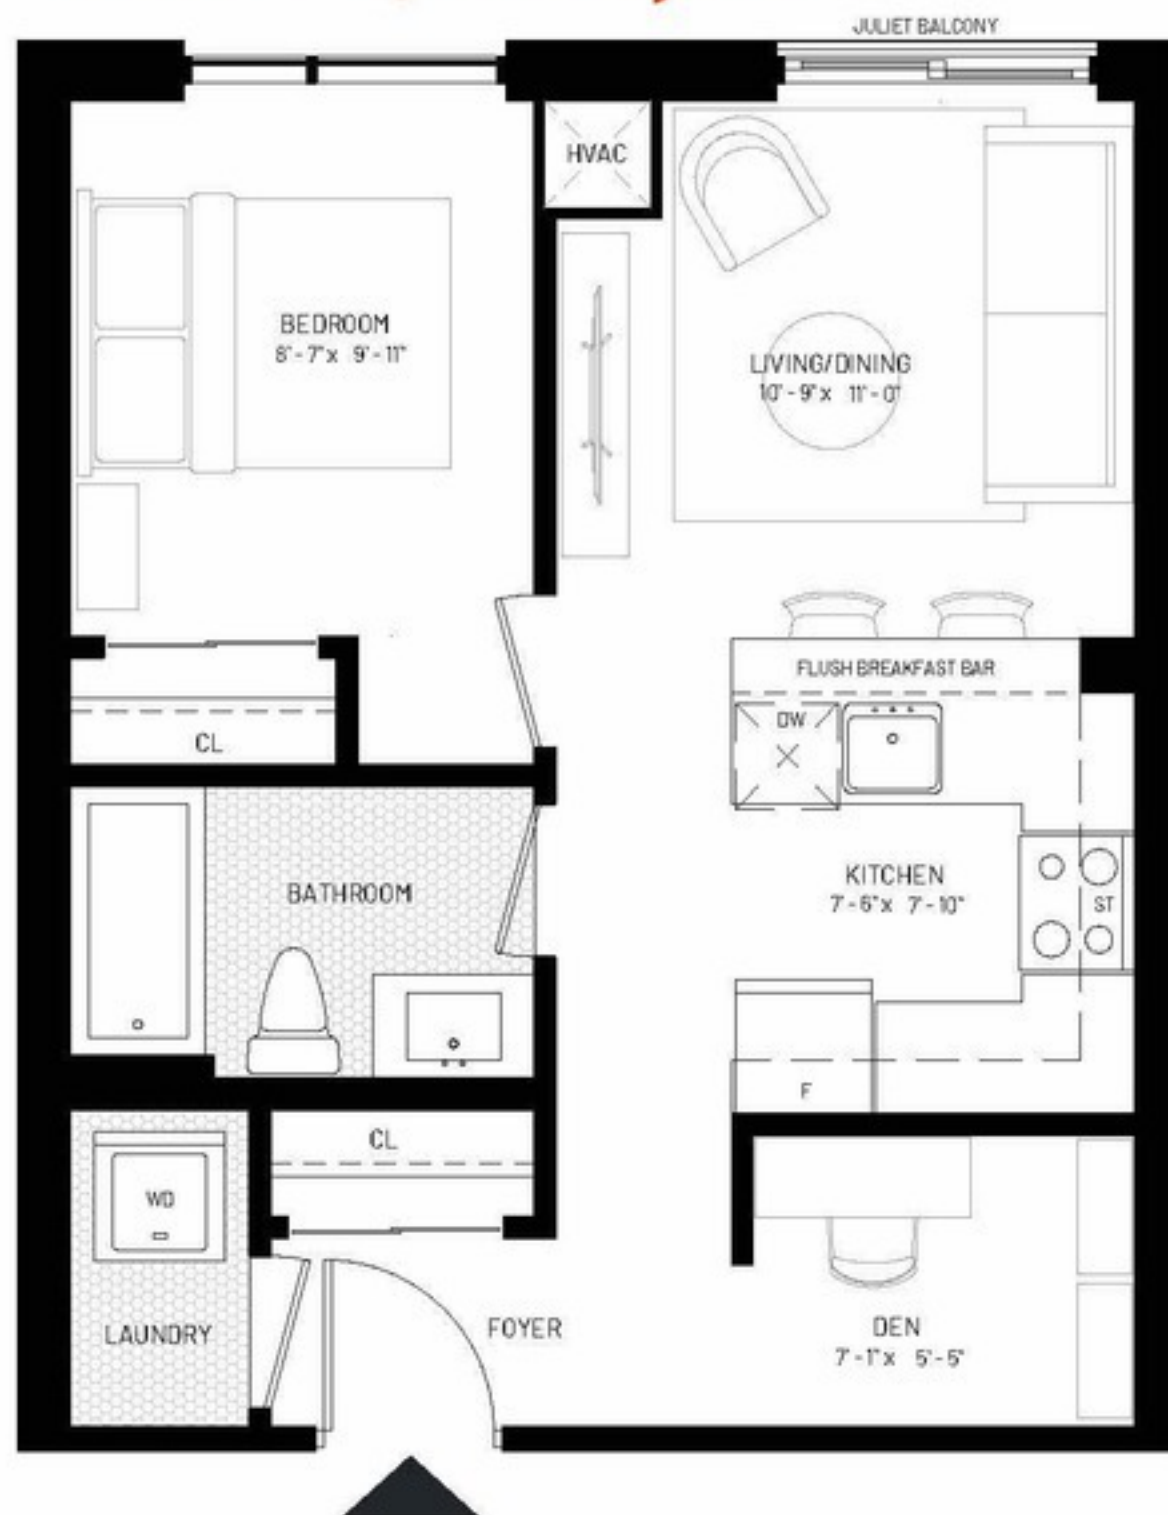 JULIET BALCONY
HVAC
BEDROOM
8'-7" x 9'-11"
LIVING/DINING
10'-9" x 11'-0"
FLUSH BREAKFAST BAR
DW
CL
KITCHEN
7'-6" x 7'-10"
ST
BATHROOM
F
CL
WD
LAUNDRY
FOYER
DEN
7'-1" x 5'-5"